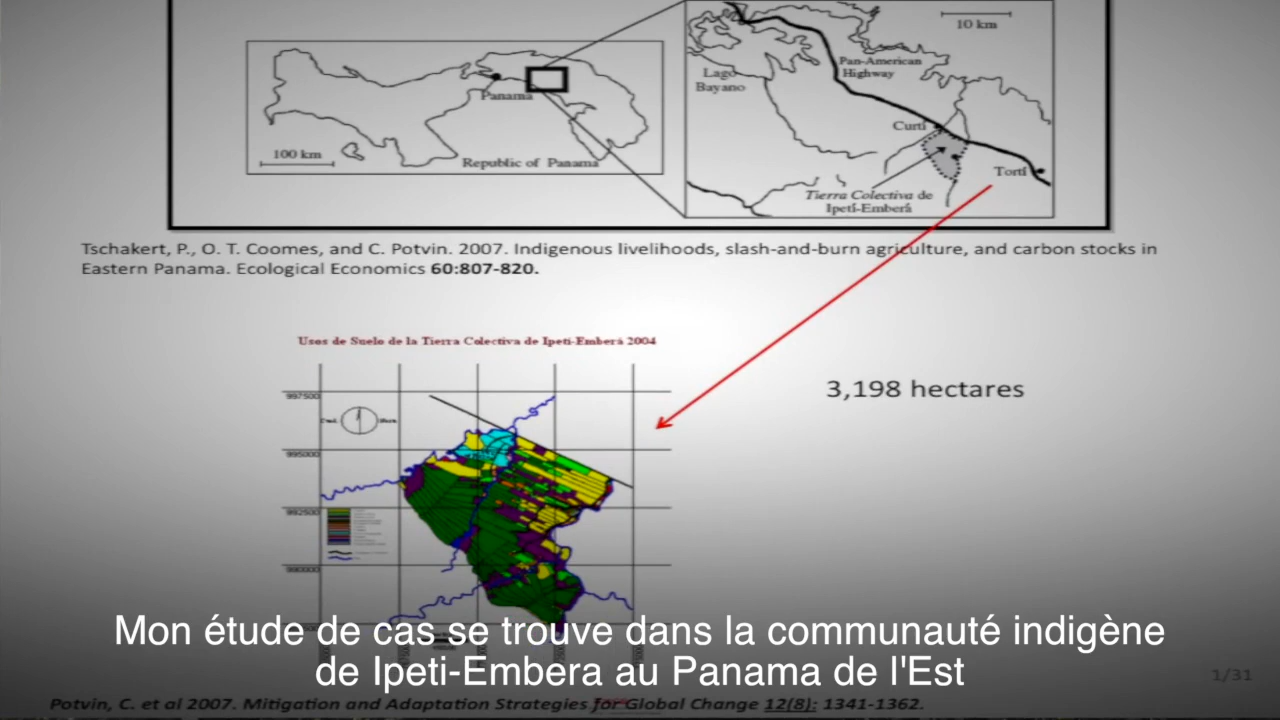 10 km
Pan-American
Highway
Lago
Bayano
Panama
Curtí
100 km
Republic of Panama
Tortí
Tierra Colectiva de
Ipetí-Emberá
Tschakert, P., O. T. Coomes, and C. Potvin. 2007. Indigenous livelihoods, slash-and-burn agriculture, and carbon stocks in
Eastern Panama. Ecological Economics 60:807-820.
Usos de Suelo de la Tierra Colectiva de Ipetí-Emberá 2004
3,198 hectares
997500
995000
992500
990000
Mon étude de cas se trouve dans la communauté indigène
de Ipeti-Embera au Panama de l'Est
1/31
Potvin, C. et al 2007. Mitigation and Adaptation Strategies for Global Change 12(8): 1341-1362.